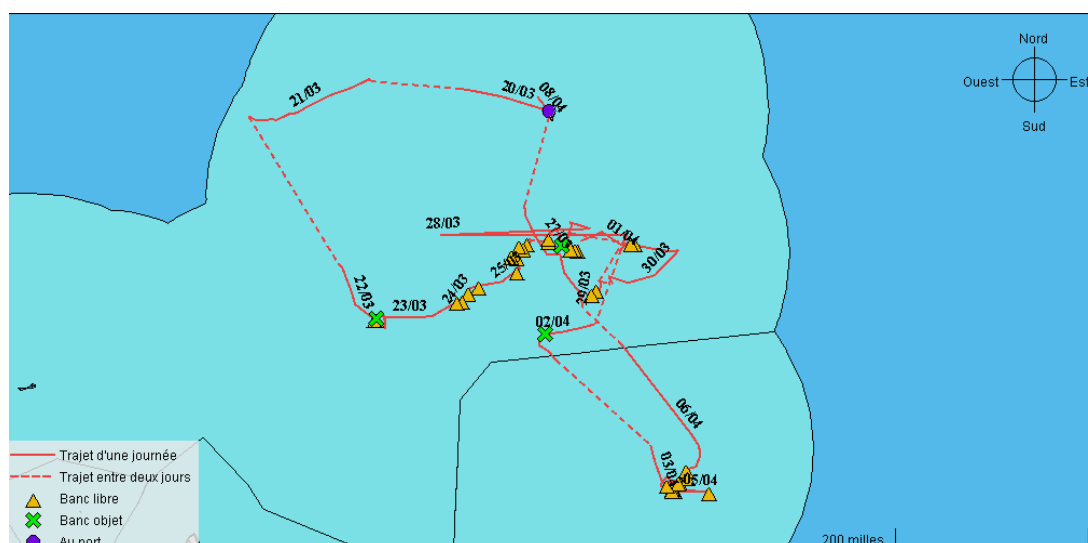 Nord
Ouest
Est
Sud
21/03
20/03
08/04
28/03
27/03
01/04
30/03
25/03
24/03
29/03
22/03
23/03
02/04
06/04
03/04
05/04
Trajet d'une journée
Trajet entre deux jours
Banc libre
Banc objet
Au port
200 milles